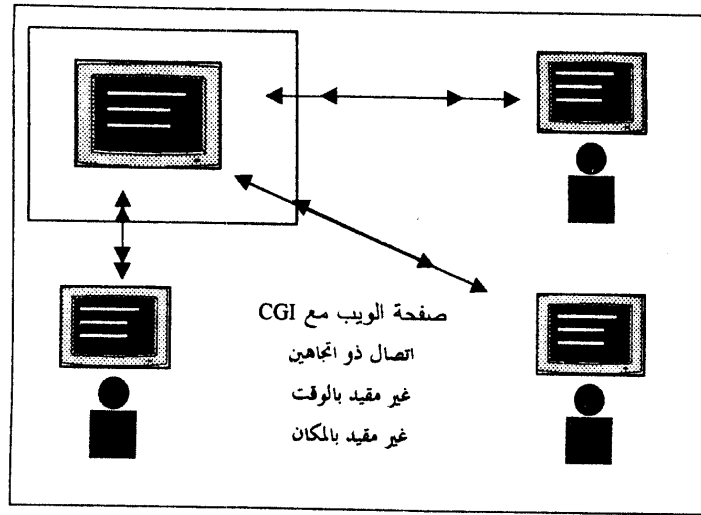 صفحة الويب مع CGI
اتصال ذو اتجاهين
غير مقيد بالوقت
غير مقيد بالمكان